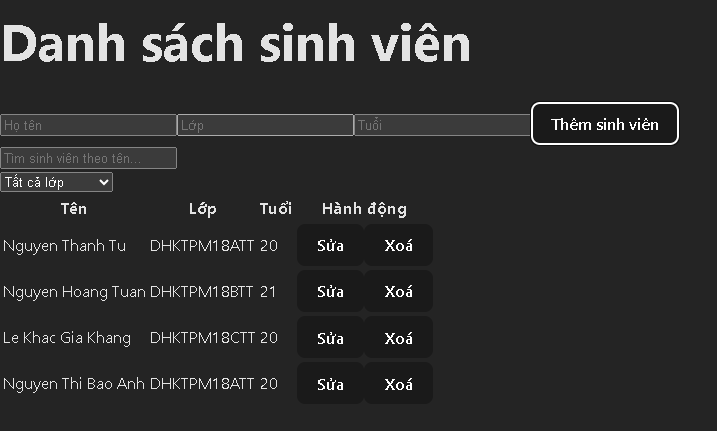 Danh sách sinh viên
Họ tên Lớp Tuổi Thêm sinh viên
Tìm sinh viên theo tên...
Tất cả lớp
Tên Lớp Tuổi Hành động
Nguyen Thanh Tu DHKTPM18ATT 20 Sửa Xoá
Nguyen Hoang Tuan DHKTPM18BTT 21 Sửa Xoá
Le Khac Gia Khang DHKTPM18CTT 20 Sửa Xoá
Nguyen Thi Bao Anh DHKTPM18ATT 20 Sửa Xoá